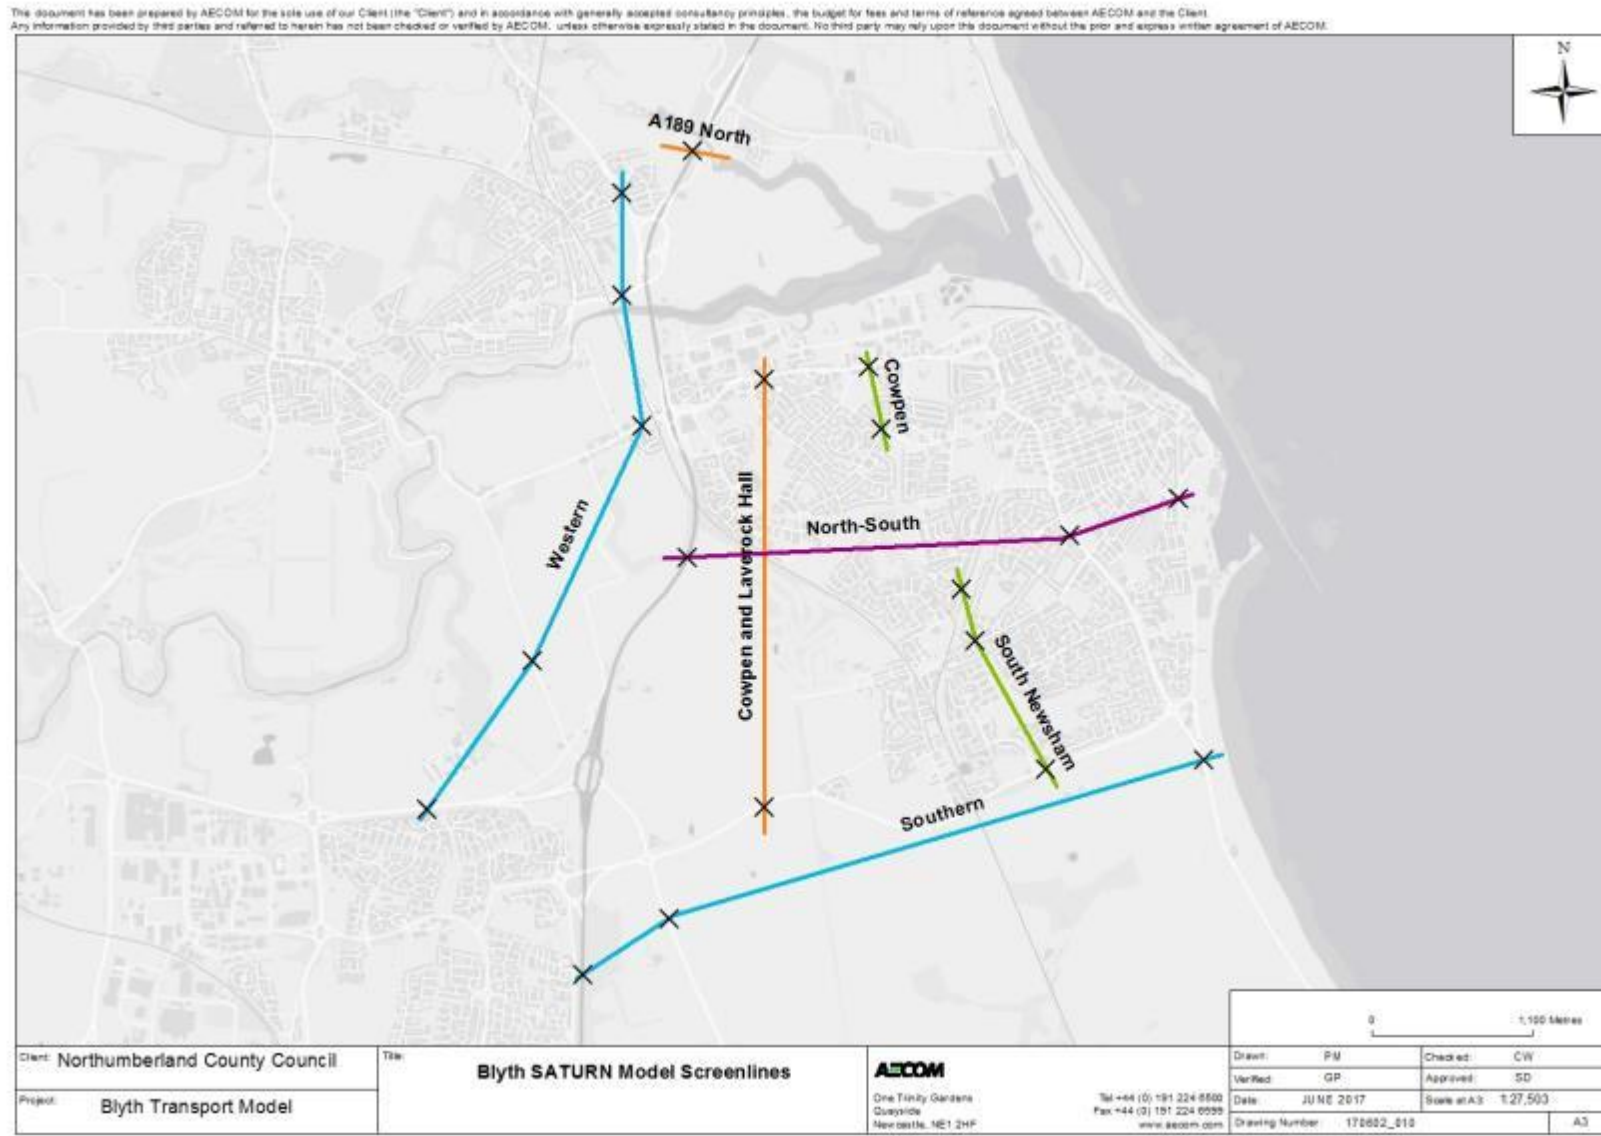 This document has been prepared by AECOM for the sole use of our Client (the "Client") and in accordance with generally accepted consultancy principles, the budget for fees and terms of reference agreed between AECOM and the Client.
Any information provided by third parties and referred to herein has not been checked or verified by AECOM, unless otherwise expressly stated in the document. No third party may rely upon this document without the prior and express written agreement of AECOM.
N
A189 North
Cowpen
Western
Cowpen and Laverock Hall
North-South
South Newsham
Southern
0 1,100 Metres
Client: Northumberland County Council
Project: Blyth Transport Model
Title: Blyth SATURN Model Screenlines
AECOM
One Trinity Gardens
Quayside
Newcastle, NE1 2HF
Tel +44 (0) 191 224 6500
Fax +44 (0) 191 224 6599
www.aecom.com
Drawn: PM Checked: CW
Verified: GP Approved: SD
Date: JUNE 2017 Scale at A3: 1:27,503
Drawing Number: 170602_010 A3